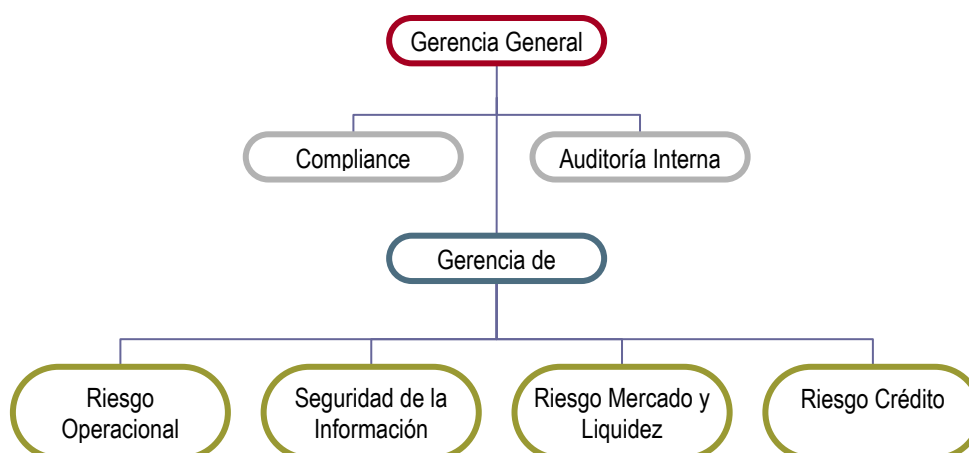 Gerencia General
Compliance
Auditoría Interna
Gerencia de
Riesgo
Operacional
Seguridad de la
Información
Riesgo Mercado y
Liquidez
Riesgo Crédito